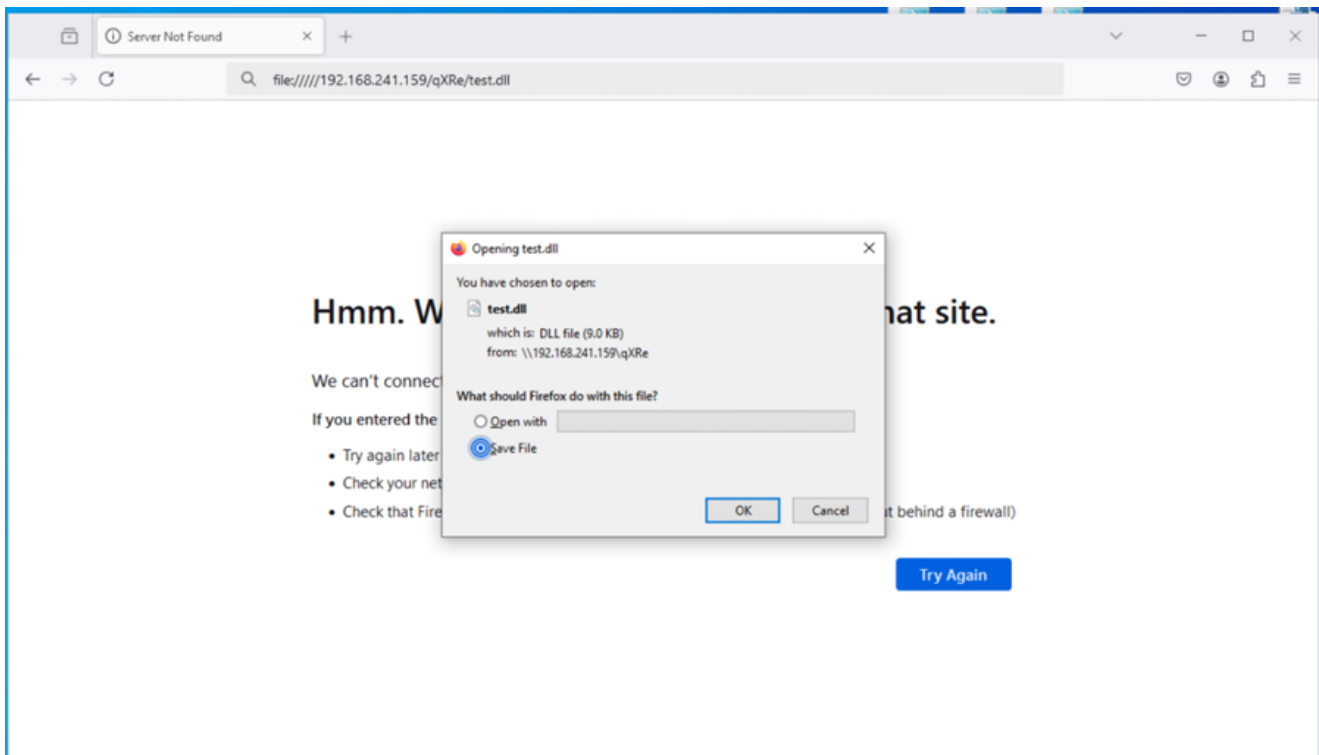 Server Not Found
file://///192.168.241.159/qXRe/test.dll
Opening test.dll
You have chosen to open:
test.dll
which is: DLL file (9.0 KB)
from: \\192.168.241.159\qXRe
Hmm. W
hat site.
We can't connec
What should Firefox do with this file?
If you entered the
Open with
Save File
• Try again later
• Check your net
• Check that Fire
OK
Cancel
ut behind a firewall)
Try Again